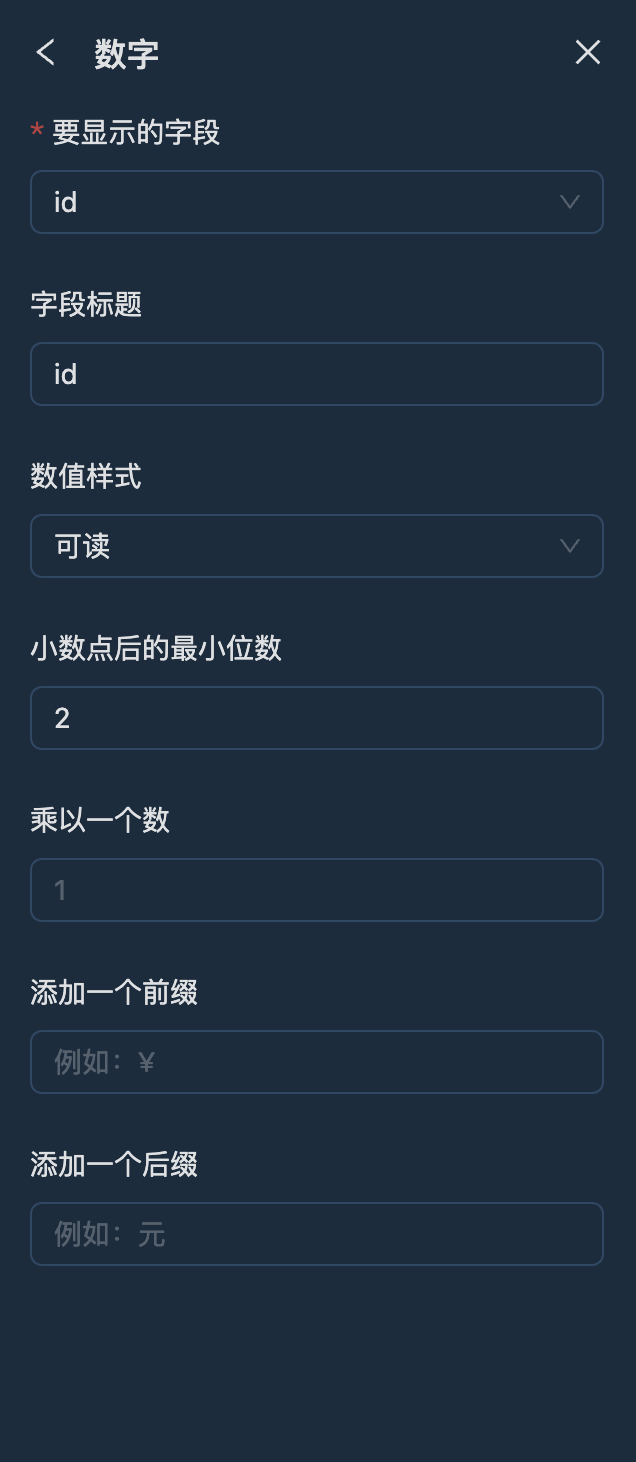 数字
* 要显示的字段
id
字段标题
id
数值样式
可读
小数点后的最小位数
2
乘以一个数
1
添加一个前缀
例如：¥
添加一个后缀
例如：元